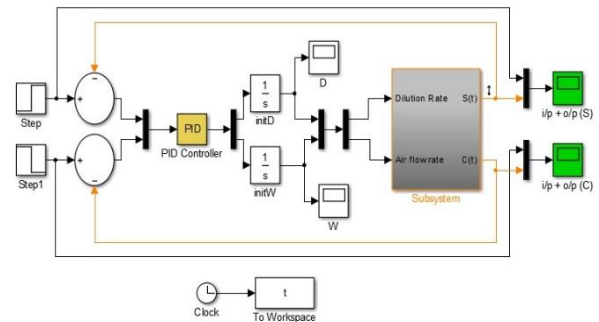 Step
Step1
PID
PID Controller
1
s
initD
1
s
initW
D
W
Dilution Rate
S(t)
Air flowrate
C(t)
Subsystem
i/p + o/p (S)
i/p + o/p (C)
Clock
t
To Workspace